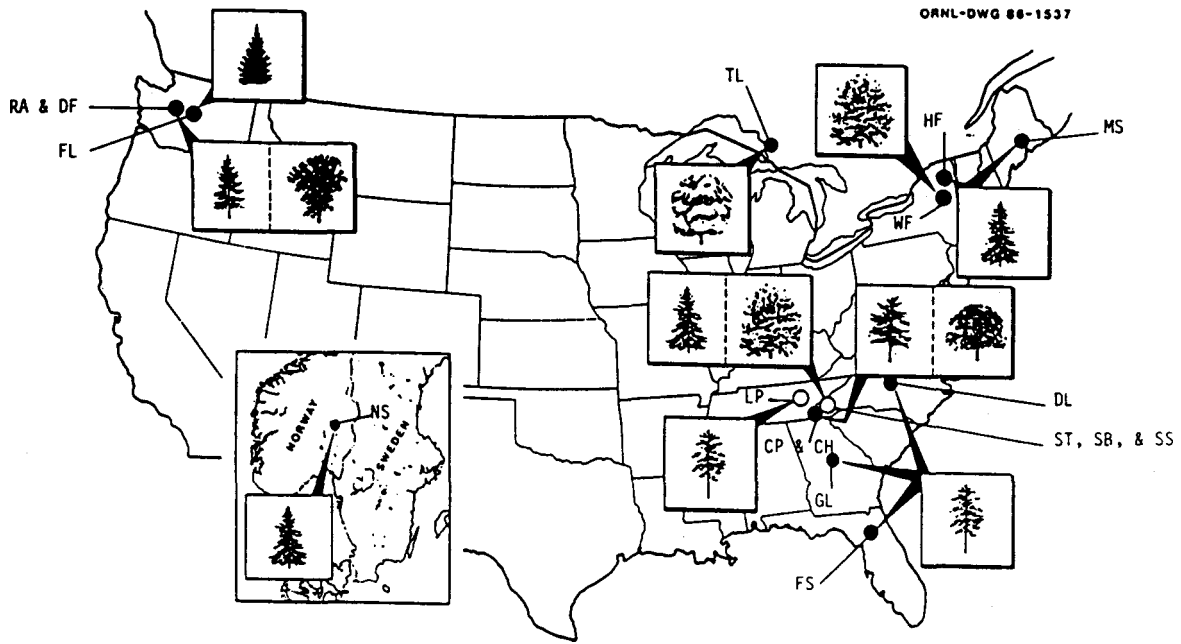 ORNL-DWG 86-1537
TL
RA & DF
HF
MS
FL
WF
NS
NORWAY
SWEDEN
LP
DL
CP & CH
ST, SB, & SS
GL
FS